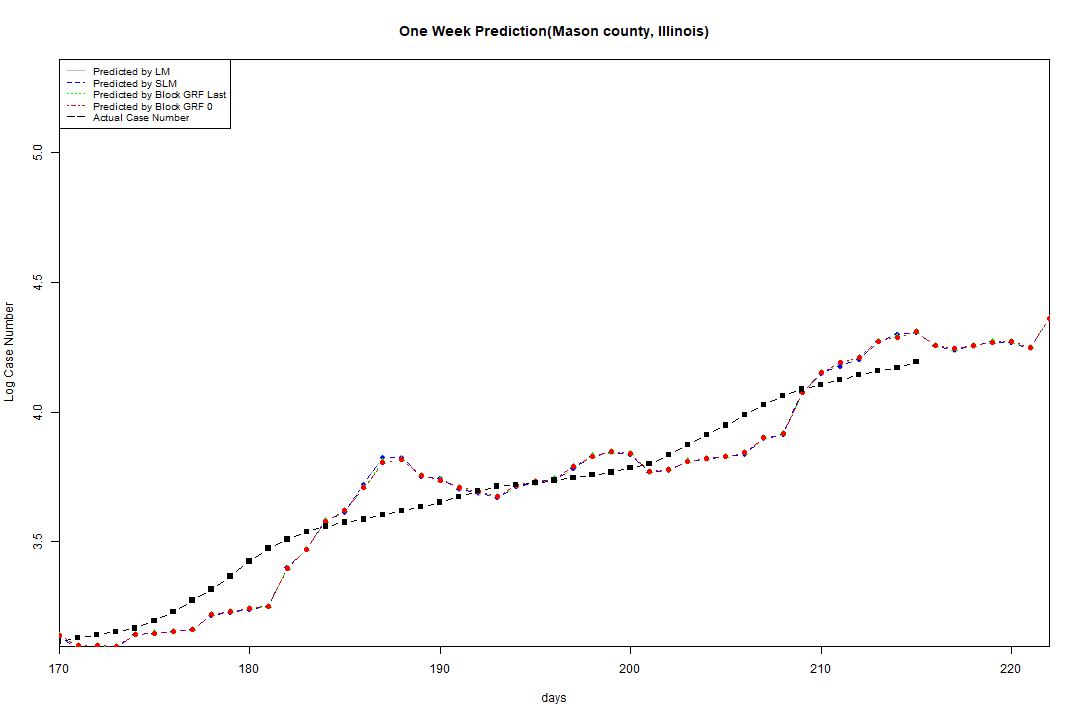 One Week Prediction(Mason county, Illinois)
Predicted by LM
Predicted by SLM
Predicted by Block GRF Last
Predicted by Block GRF 0
Actual Case Number
5.0
4.5
4.0
3.5
Log Case Number
170 180 190 200 210 220
days